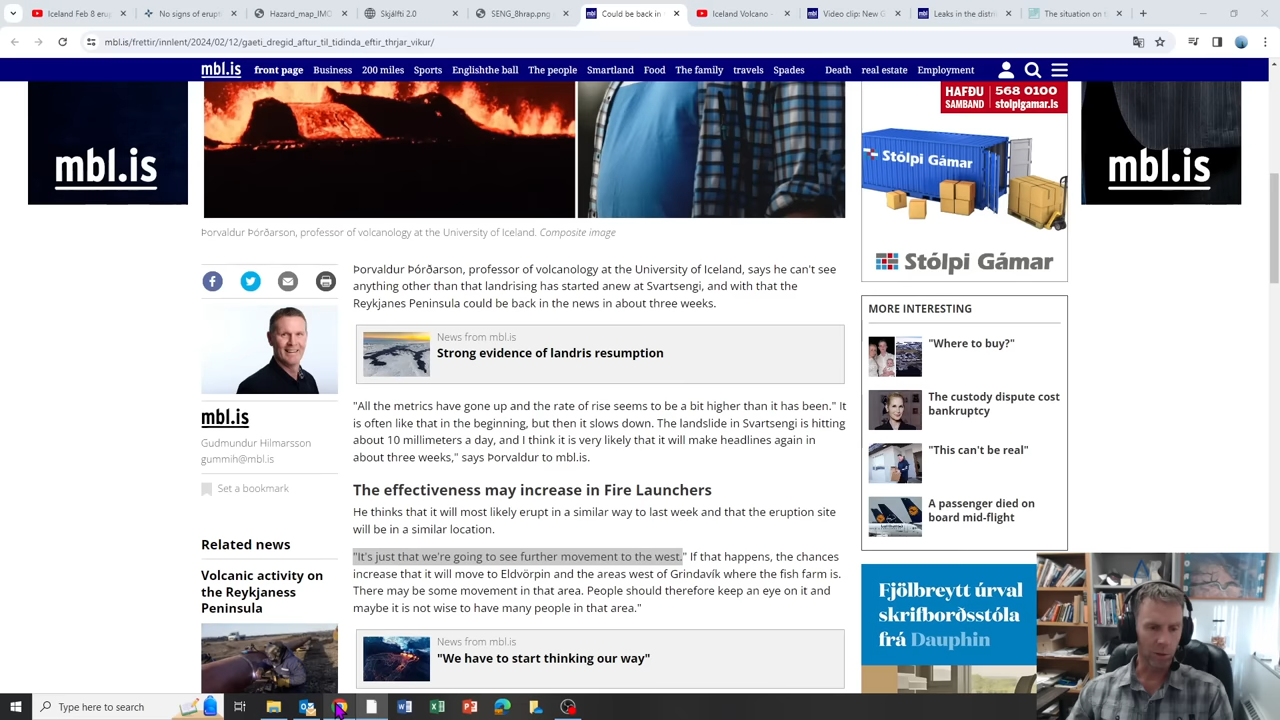 Iceland Feb 8 erup
No signs of erupt
Hazard_map_IMO
Skjálfti 2.0
SENG_8hrap.png
Could be back in
Iceland Volcano -
Video clip: New G
Leaks in the distri
The situation on t
mbl.is/frettir/innlent/2024/02/12/gaeti_dregid_aftur_til_tidinda_eftir_thrjar_vikur/
mbl.is front page Business 200 miles Sports Englishthe ball The people Smartland Food The family travels Spades Death real estate Employment
HAFÐU SAMBAND
568 0100
stolpigamar.is
mbl.is
Stólpi Gámar
mbl.is
Þorvaldur Þórðarson, professor of volcanology at the University of Iceland. Composite image
Stólpi Gámar
Þorvaldur Þórðarson, professor of volcanology at the University of Iceland, says he can't see
anything other than that landrising has started anew at Svartsengi, and with that the
Reykjanes Peninsula could be back in the news in about three weeks.
News from mbl.is
Strong evidence of landris resumption
"All the metrics have gone up and the rate of rise seems to be a bit higher than it has been." It
is often like that in the beginning, but then it slows down. The landslide in Svartsengi is hitting
about 10 millimeters a day, and I think it is very likely that it will make headlines again in
about three weeks," says Þorvaldur to mbl.is.
The effectiveness may increase in Fire Launchers
He thinks that it will most likely erupt in a similar way to last week and that the eruption site
will be in a similar location.
"It's just that we're going to see further movement to the west." If that happens, the chances
increase that it will move to Eldvörpin and the areas west of Grindavík where the fish farm is.
There may be some movement in that area. People should therefore keep an eye on it and
maybe it is not wise to have many people in that area."
News from mbl.is
"We have to start thinking our way"
mbl.is
Gudmundur Hilmarsson
gummih@mbl.is
Set a bookmark
Related news
Volcanic activity on
the Reykjaness
Peninsula
MORE INTERESTING
"Where to buy?"
The custody dispute cost
bankruptcy
"This can't be real"
A passenger died on
board mid-flight
Fjölbreytt úrval
skrifborðsstóla
frá Dauphin
Type here to search